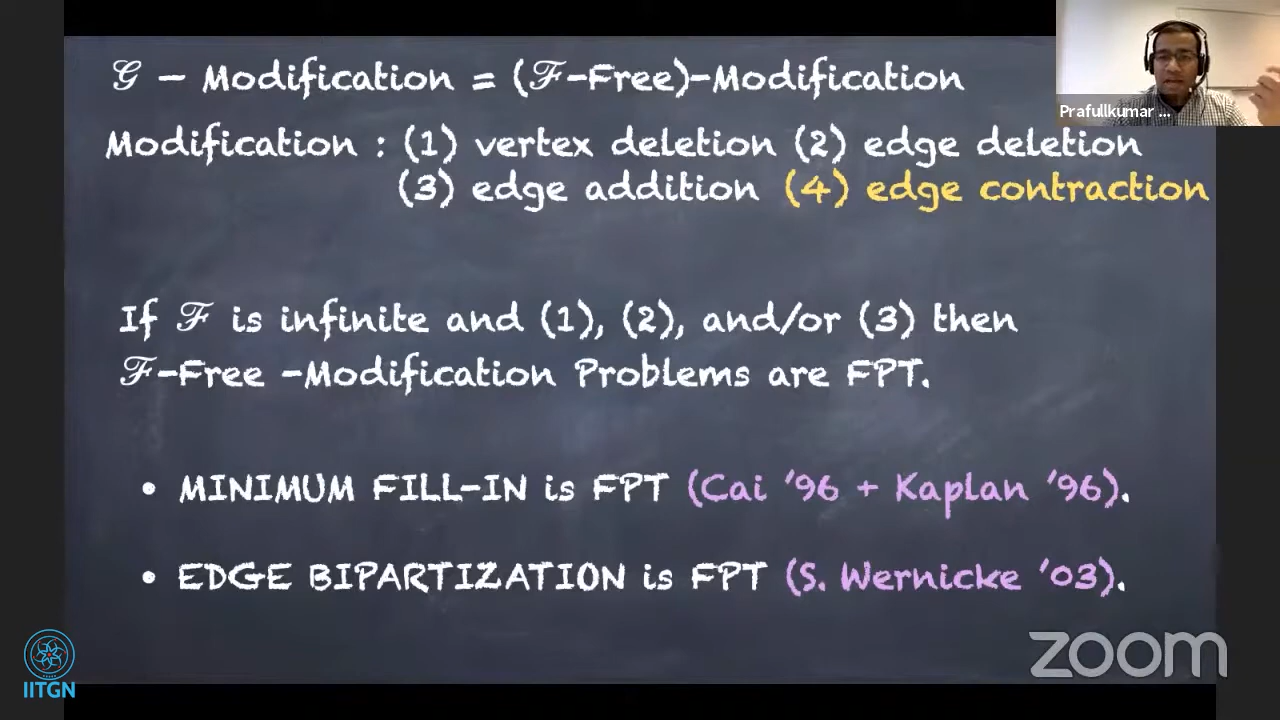 𝒢 – Modification = (ℱ-Free)-Modification
Modification : (1) vertex deletion (2) edge deletion
(3) edge addition (4) edge contraction
If ℱ is infinite and (1), (2), and/or (3) then
ℱ-Free -Modification Problems are FPT.
• MINIMUM FILL-IN is FPT (Cai '96 + Kaplan '96).
• EDGE BIPARTIZATION is FPT (S. Wernicke '03).
Prafullkumar ...
IITGN
zoom